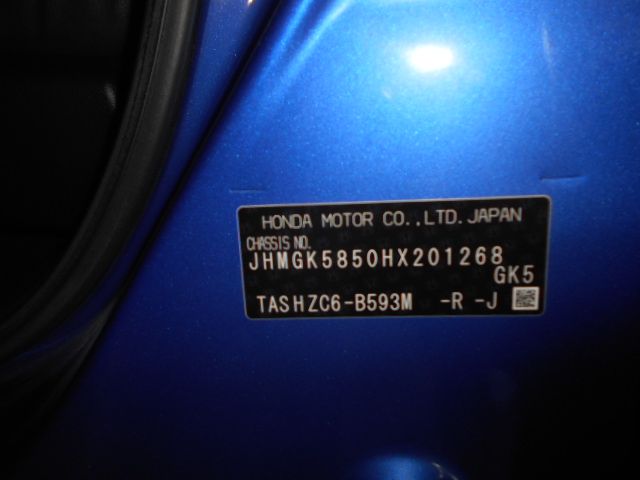 HONDA MOTOR CO.,LTD.JAPAN
CHASSIS NO.
JHMGK5850HX201268
GK5
TASHZC6-B593M -R -J